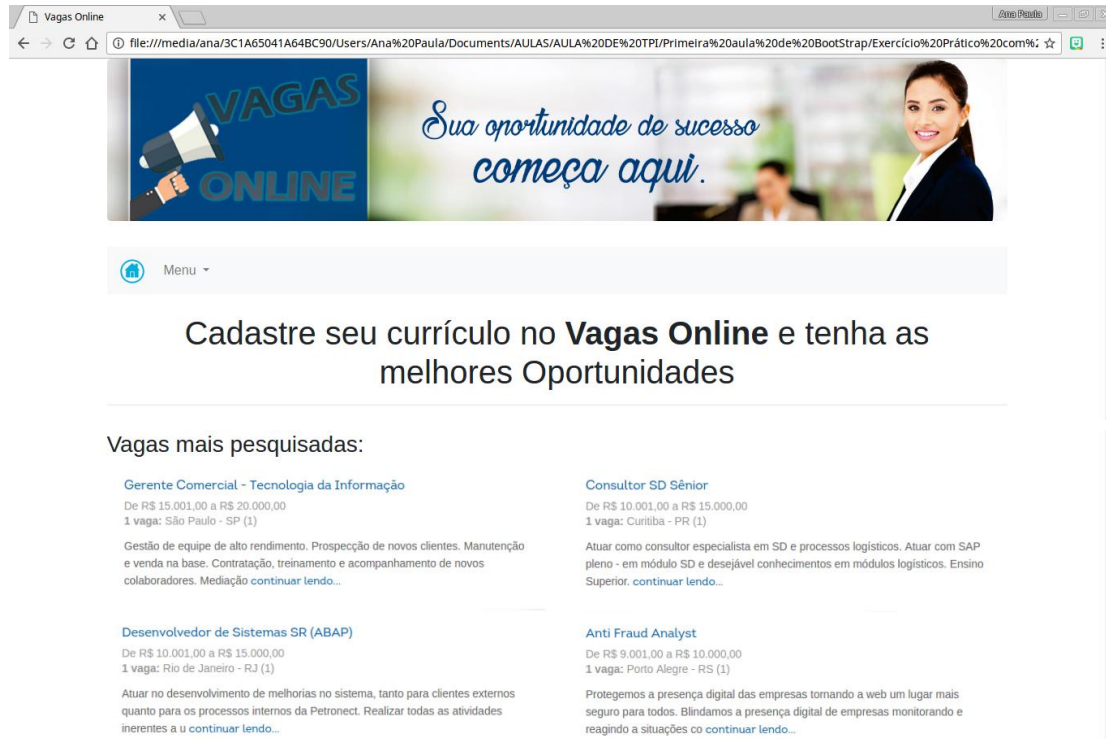 Vagas Online
Ana Paula
file:///media/ana/3C1A65041A64BC90/Users/Ana%20Paula/Documents/AULAS/AULA%20DE%20TPI/Primeira%20aula%20de%20BootStrap/Exercício%20Prático%20com%2
VAGAS
ONLINE
Sua oportunidade de sucesso
começa aqui.
Menu
Cadastre seu currículo no Vagas Online e tenha as
melhores Oportunidades
Vagas mais pesquisadas:
Gerente Comercial - Tecnologia da Informação
De R$ 15.001,00 a R$ 20.000,00
1 vaga: São Paulo - SP (1)
Gestão de equipe de alto rendimento. Prospecção de novos clientes. Manutenção
e venda na base. Contratação, treinamento e acompanhamento de novos
colaboradores. Mediação continuar lendo...
Consultor SD Sênior
De R$ 10.001,00 a R$ 15.000,00
1 vaga: Curitiba - PR (1)
Atuar como consultor especialista em SD e processos logísticos. Atuar com SAP
pleno - em módulo SD e desejável conhecimentos em módulos logísticos. Ensino
Superior. continuar lendo...
Desenvolvedor de Sistemas SR (ABAP)
De R$ 10.001,00 a R$ 15.000,00
1 vaga: Rio de Janeiro - RJ (1)
Atuar no desenvolvimento de melhorias no sistema, tanto para clientes externos
quanto para os processos internos da Petronect. Realizar todas as atividades
inerentes a u continuar lendo...
Anti Fraud Analyst
De R$ 9.001,00 a R$ 10.000,00
1 vaga: Porto Alegre - RS (1)
Protegemos a presença digital das empresas tornando a web um lugar mais
seguro para todos. Blindamos a presença digital de empresas monitorando e
reagindo a situações co continuar lendo...